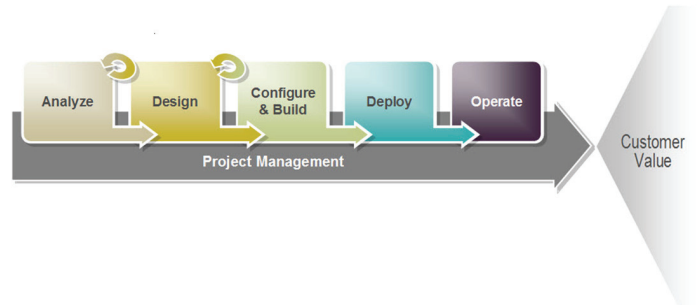 Analyze
Design
Configure
& Build
Deploy
Operate
Project Management
Customer
Value